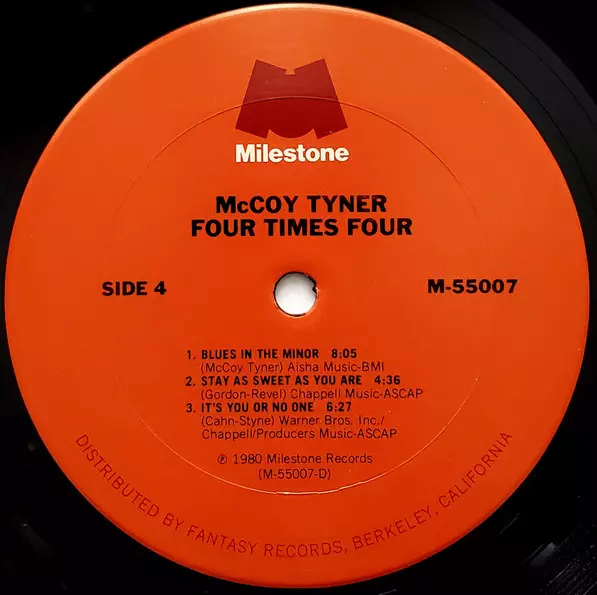 Milestone
McCOY TYNER
FOUR TIMES FOUR
SIDE 4
M-55007
1. BLUES IN THE MINOR 8:05
(McCoy Tyner) Aisha Music-BMI
2. STAY AS SWEET AS YOU ARE 4:36
(Gordon-Revel) Chappell Music-ASCAP
3. IT'S YOU OR NO ONE 6:27
(Cahn-Styne) Warner Bros. Inc./
Chappell/Producers Music-ASCAP
℗ 1980 Milestone Records
(M-55007-D)
DISTRIBUTED BY FANTASY RECORDS, BERKELEY, CALIFORNIA